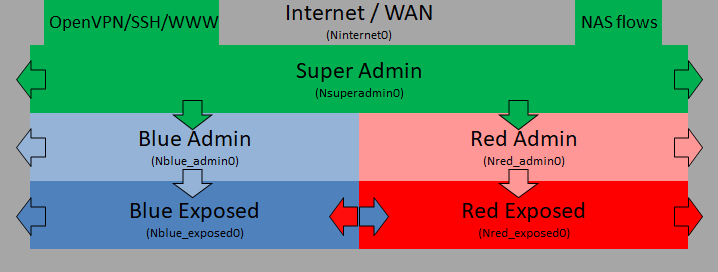 OpenVPN/SSH/WWW
Internet / WAN
(Ninternet0)
NAS flows
Super Admin
(Nsuperadmin0)
Blue Admin
(Nblue_admin0)
Red Admin
(Nred_admin0)
Blue Exposed
(Nblue_exposed0)
Red Exposed
(Nred_exposed0)